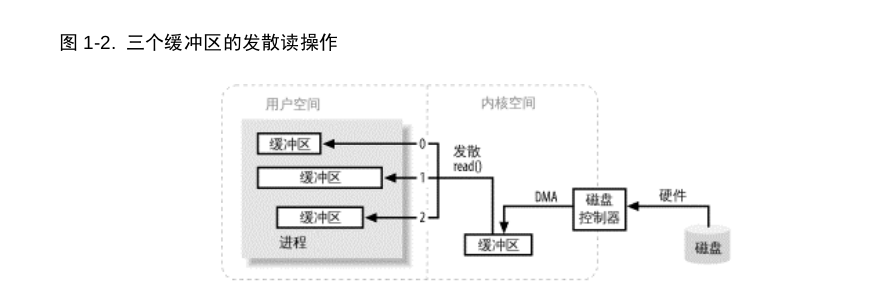 图 1-2. 三个缓冲区的发散读操作
用户空间
内核空间
缓冲区
0
发散
read()
缓冲区
1
缓冲区
2
进程
DMA
磁盘
控制器
硬件
缓冲区
磁盘